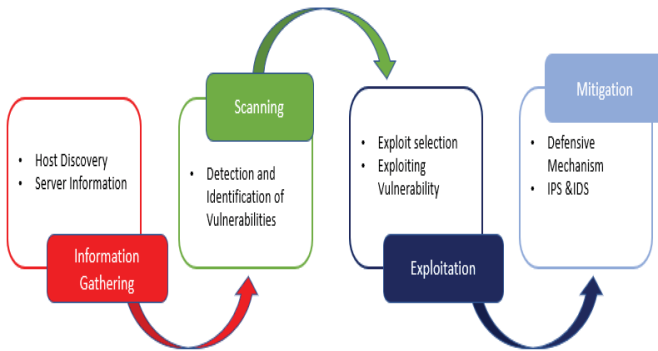 • Host Discovery
• Server Information
Information
Gathering
Scanning
• Detection and
Identification of
Vulnerabilities
• Exploit selection
• Exploiting
Vulnerability
Exploitation
Mitigation
• Defensive
Mechanism
• IPS &IDS